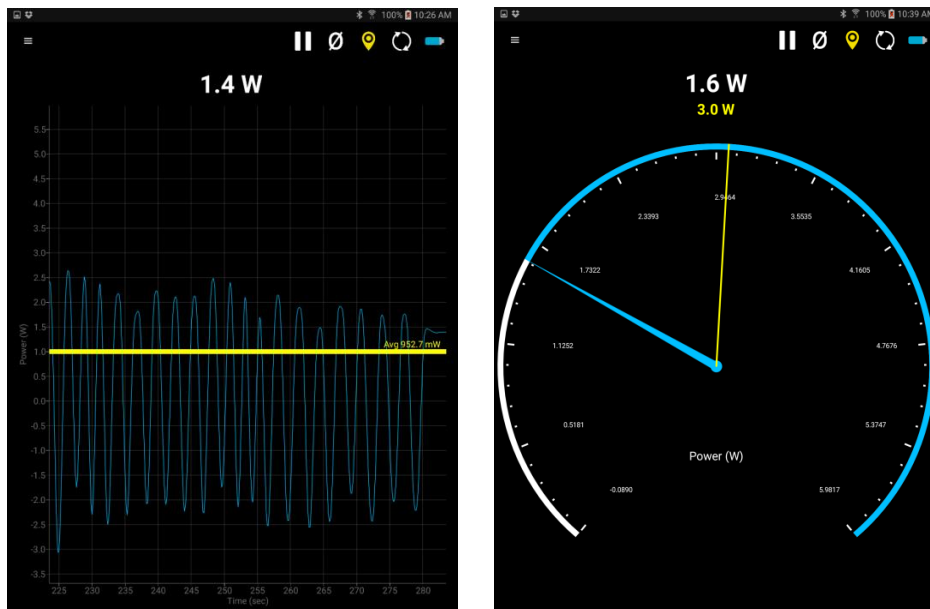 100% 10:26 AM
1.4 W
5.5
5.0
4.5
4.0
3.5
3.0
2.5
2.0
1.5
Avg 952.7 mW
1.0
0.5
0.0
-0.5
-1.0
-1.5
-2.0
-2.5
-3.0
-3.5
Power (W)
225 230 235 240 245 250 255 260 265 270 275 280
Time (sec)
100% 10:39 AM
1.6 W
3.0 W
2.9464
2.3393 3.5535
1.7322 4.1605
1.1252 4.7676
0.5181 5.3747
Power (W)
-0.0890 5.9817